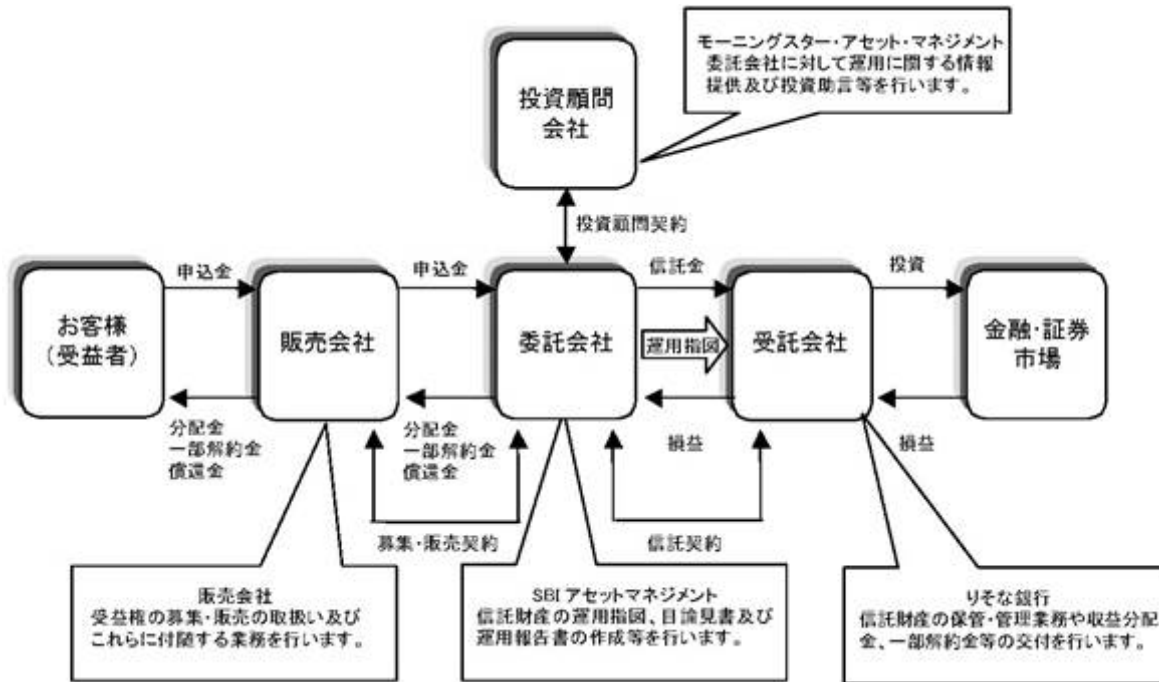 モーニングスター・アセット・マネジメント
委託会社に対して運用に関する情報
提供及び投資助言等を行います。
投資顧問
会社
投資顧問契約
申込金
申込金
信託金
投資
お客様
(受益者)
販売会社
委託会社
運用指図
受託会社
金融・証券
市場
分配金
一部解約金
償還金
分配金
一部解約金
償還金
損益
損益
募集・販売契約
信託契約
販売会社
受益権の募集・販売の取扱い及び
これらに付随する業務を行います。
SBIアセットマネジメント
信託財産の運用指図、目論見書及び
運用報告書の作成等を行います。
りそな銀行
信託財産の保管・管理業務や収益分配
金、一部解約金等の交付を行います。